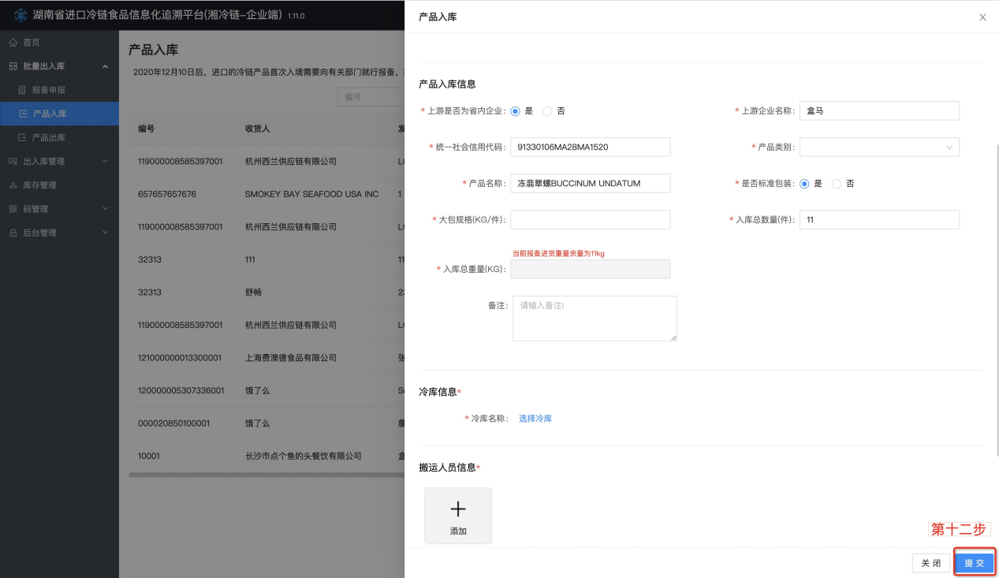 湖南省进口冷链食品信息化追溯平台(湘冷链-企业端) 1.11.0
首页
批量出入库
报备申报
产品入库
产品出库
出入库管理
库存管理
码管理
后台管理
产品入库
2020年12月10日后，进口的冷链产品首次入境需要向有关部门就行报备，
编号
编号 收货人
119000008585397001 杭州西兰供应链有限公司
657657657676 SMOKEY BAY SEAFOOD USA INC 1
119000008585397001 杭州西兰供应链有限公司
32313 111 11
32313 舒畅
119000008585397001 杭州西兰供应链有限公司
121000000013300001 上海费澳德食品有限公司
120000005307336001 饿了么
000020850100001 饿了么
10001 长沙市点个鱼的头餐饮有限公司
产品入库
产品入库信息
* 上游是否为省内企业: 是 否
* 上游企业名称: 盒马
* 统一社会信用代码: 91330106MA28MA1520
* 产品类别:
* 产品名称: 冻翡翠螺BUCCINUM UNDATUM
* 是否标准包装: 是 否
* 大包规格(KG/件):
* 入库总数量(件): 11
当前报备进货重量余量为11kg
* 入库总重量(KG):
备注: 请输入备注!
冷库信息*
* 冷库名称: 选择冷库
搬运人员信息*
添加
第十二步
关 闭 提 交